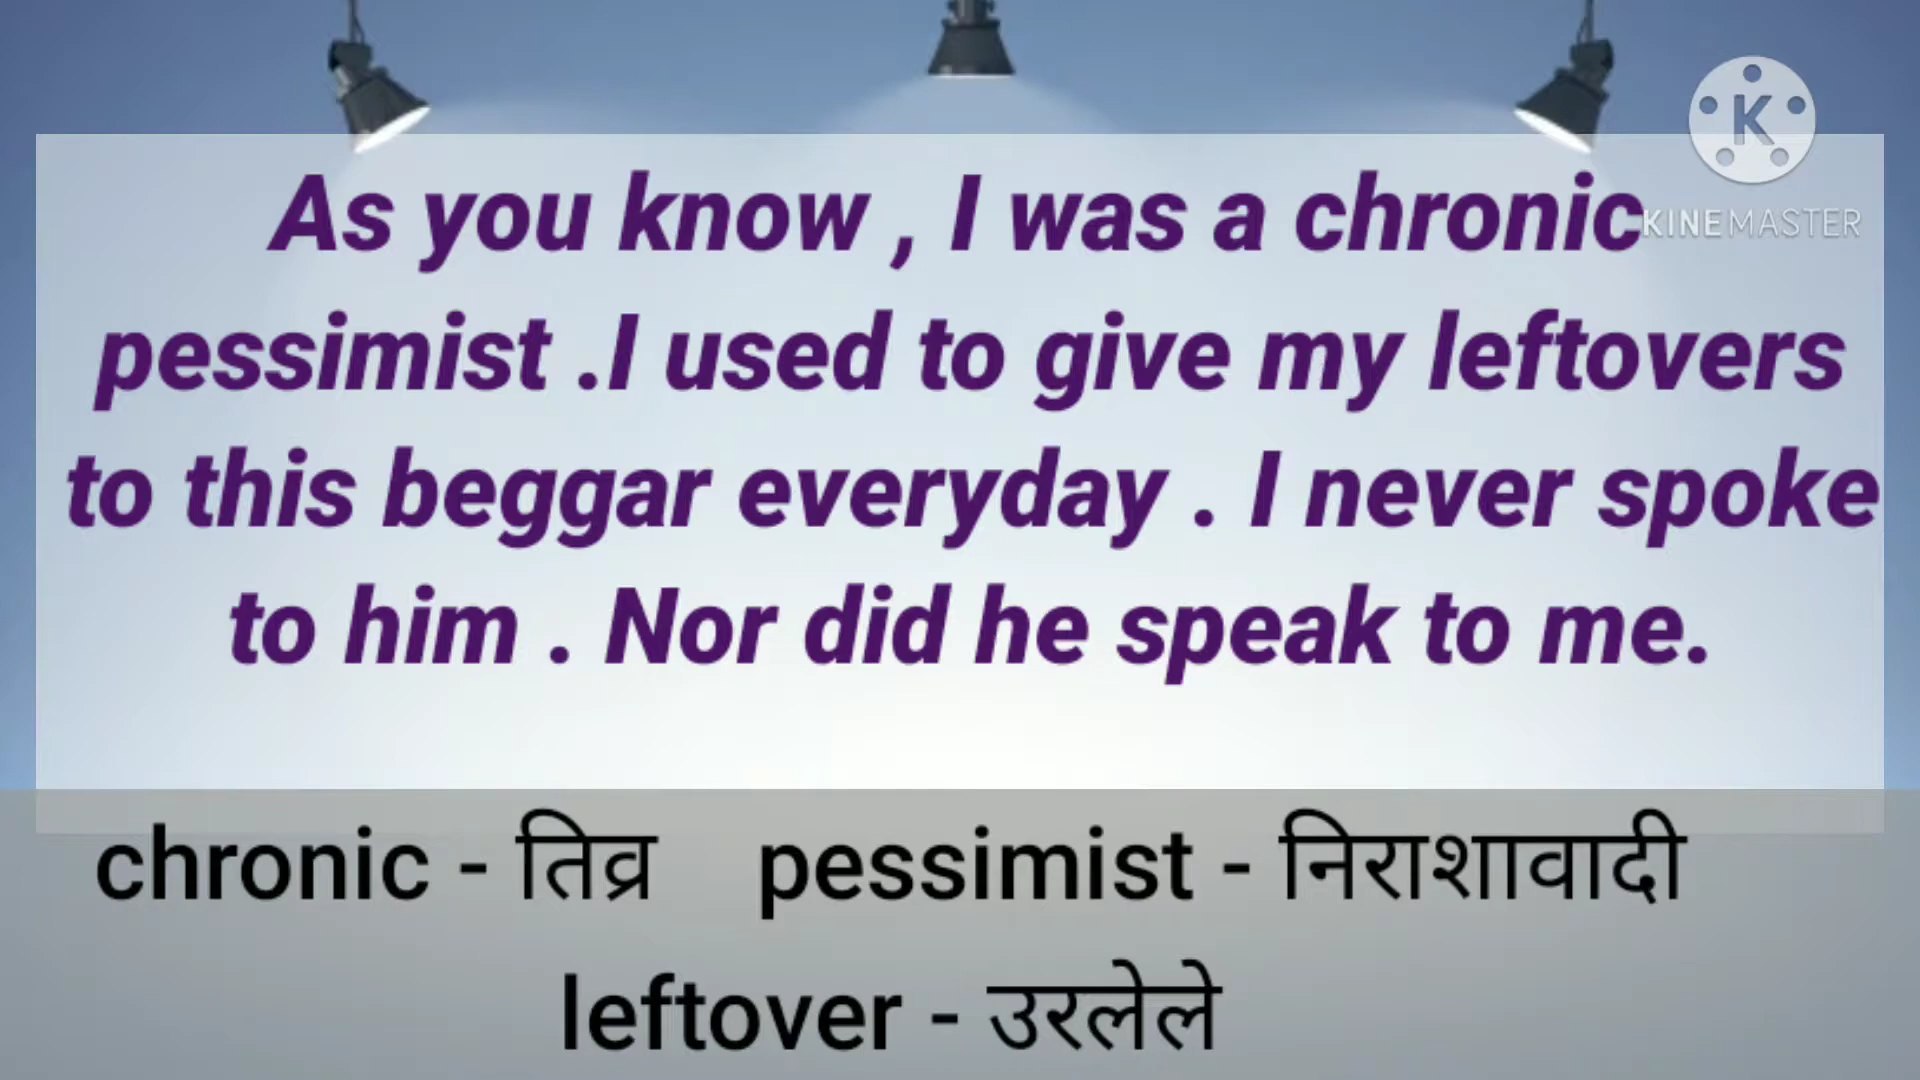 K
KINEMASTER
As you know , I was a chronic
pessimist .I used to give my leftovers
to this beggar everyday . I never spoke
to him . Nor did he speak to me.
chronic - तिव्र pessimist - निराशावादी
leftover - उरलेले